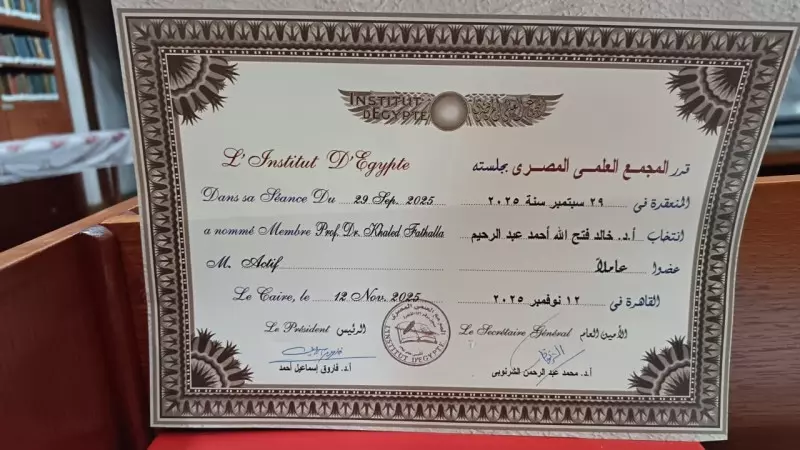 INSTITUT D'EGYPTE
L'Institut D'Egypte
قرر المجمع العلمى المصرى بجلسته
Dans sa Séance Du 29 Sep. 2025
المنعقدة فى ٢٩ سبتمبر سنة ٢٠٢٥
a nommé Membre Prof. Dr. Khaled Fathalla
انتخاب أ.د. خالد فتح الله أحمد عبد الرحيم
M. Actif
عضوا عاملاً
Le Caire, le 12 Nov. 2025
القاهرة فى ١٢ نوفمبر ٢٠٢٥
Le Président الرئيس
Le Secrétaire Général الأمين العام
INSTITUT D'EGYPTE
أ.د. فاروق إسماعيل أحمد
أ.د. محمد عبد الرحمن الشرنوبى